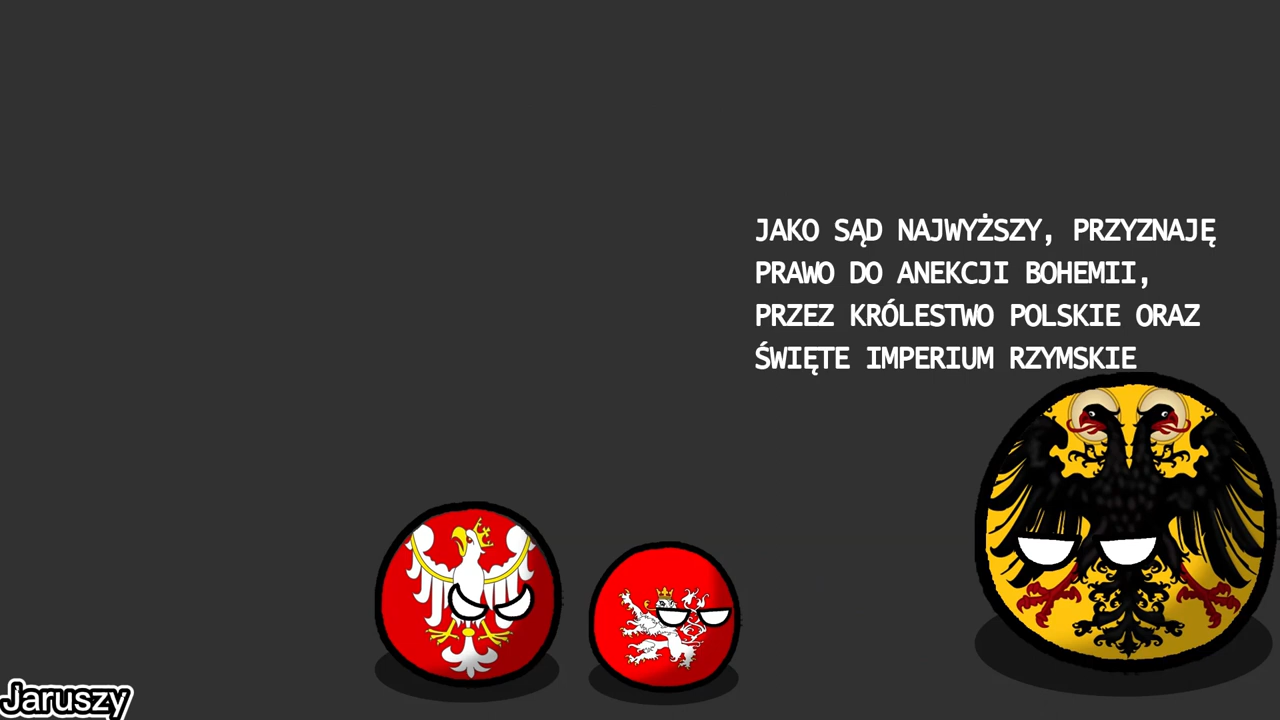 JAKO SĄD NAJWYŻSZY, PRZYZNAJĘ
PRAWO DO ANEKCJI BOHEMII,
PRZEZ KRÓLESTWO POLSKIE ORAZ
ŚWIĘTE IMPERIUM RZYMSKIE
Jaruszy